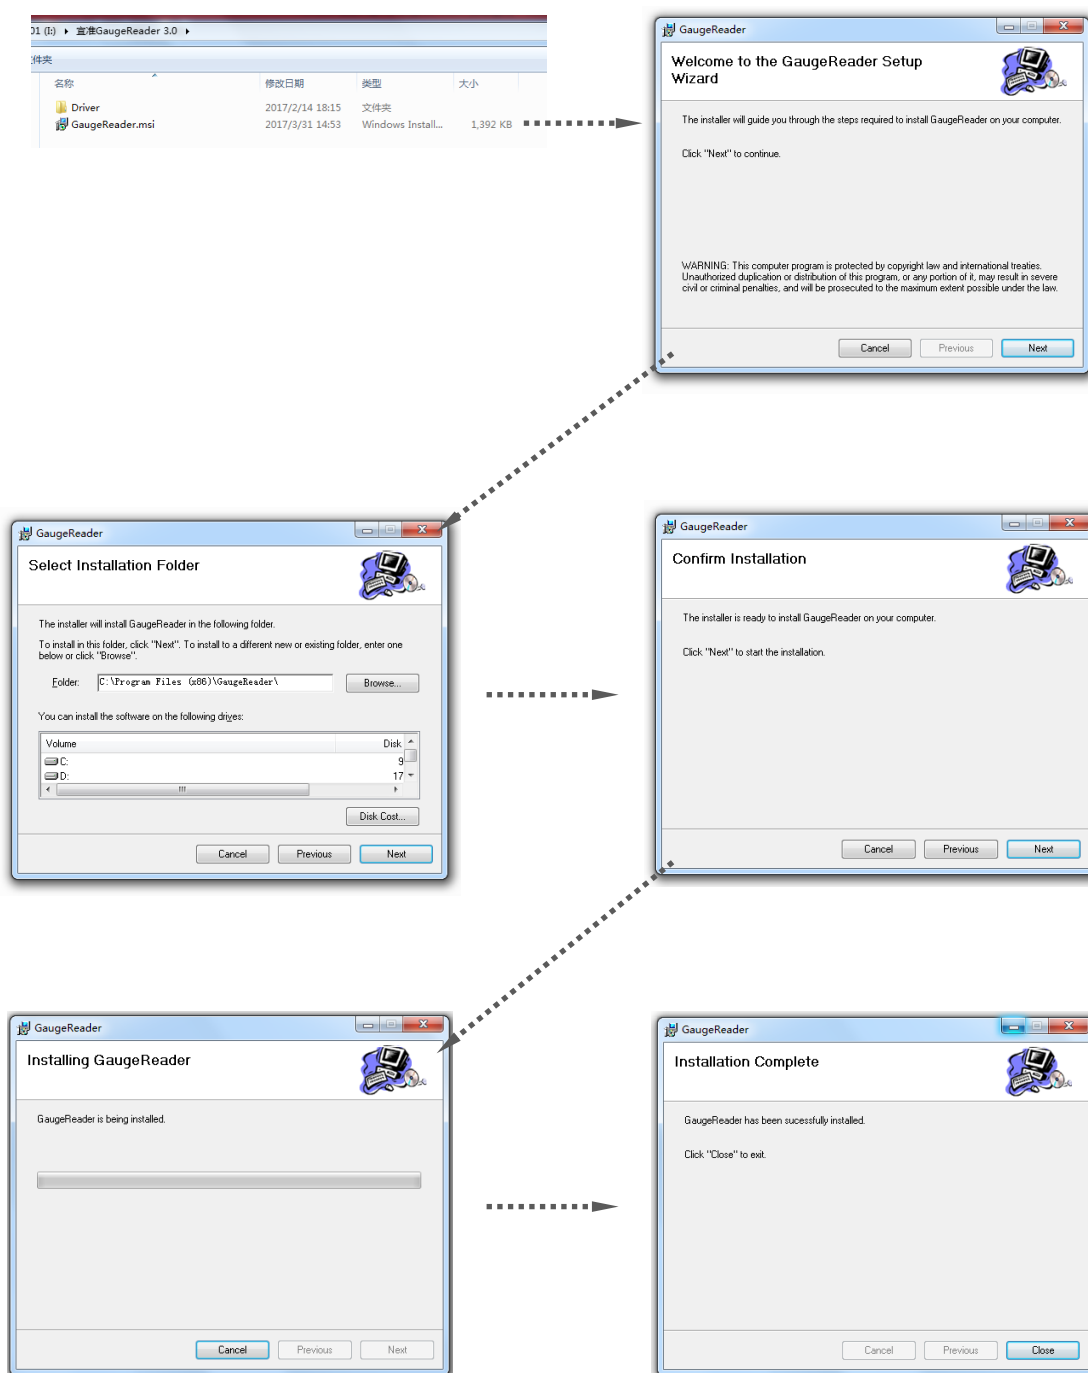 01 (I:) ▸ 宜准GaugeReader 3.0 ▸
件夹
名称 修改日期 类型 大小
Driver 2017/2/14 18:15 文件夹
GaugeReader.msi 2017/3/31 14:53 Windows Install... 1,392 KB
GaugeReader
Welcome to the GaugeReader Setup
Wizard
The installer will guide you through the steps required to install GaugeReader on your computer.
Click "Next" to continue.
WARNING: This computer program is protected by copyright law and international treaties.
Unauthorized duplication or distribution of this program, or any portion of it, may result in severe
civil or criminal penalties, and will be prosecuted to the maximum extent possible under the law.
Cancel Previous Next
GaugeReader
Select Installation Folder
The installer will install GaugeReader in the following folder.
To install in this folder, click "Next". To install to a different new or existing folder, enter one
below or click "Browse".
Folder: C:\Program Files (x86)\GaugeReader\ Browse...
You can install the software on the following drives:
Volume Disk
C: 9
D: 17
Disk Cost...
Cancel Previous Next
GaugeReader
Confirm Installation
The installer is ready to install GaugeReader on your computer.
Click "Next" to start the installation.
Cancel Previous Next
GaugeReader
Installing GaugeReader
GaugeReader is being installed.
Cancel Previous Next
GaugeReader
Installation Complete
GaugeReader has been sucessfully installed.
Click "Close" to exit.
Cancel Previous Close